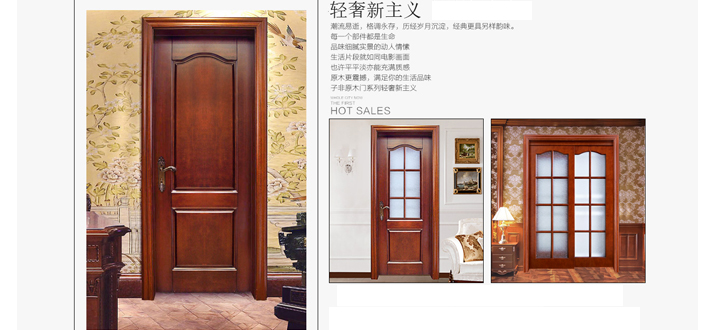 轻奢新主义
潮流易逝，格调永存，历经岁月沉淀，经典更具另样韵味。
每一个部件都是生命
品味细腻实景的动人情愫
生活片段就如同电影画面
也许平平淡亦能充满质感
原木更震撼，满足你的生活品味
子非原木门系列轻奢新主义
THE FIRST
HOT SALES